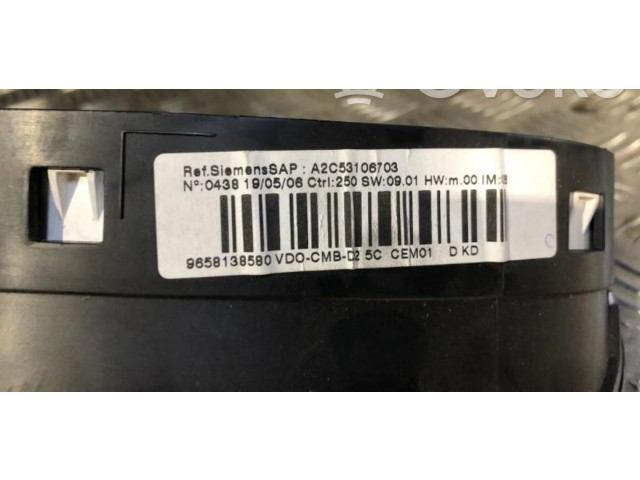 Ref.SiemensSAP : A2C53106703
Nº:0438 19/05/06 Ctrl:250 SW:09.01 HW:m.00 IM:
9658138580 VDO-CMB-D2 5C CEM01 D KD